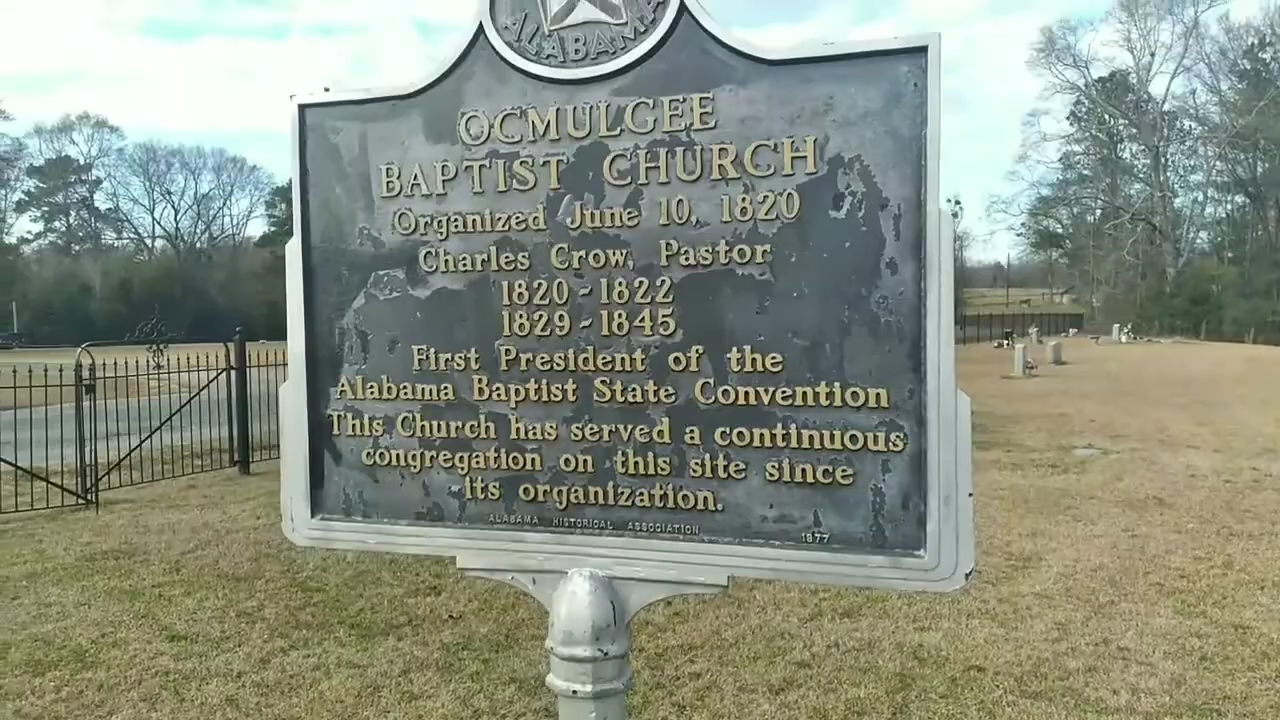 ALABAMA
OCMULGEE
BAPTIST CHURCH
Organized June 10, 1820
Charles Crow, Pastor
1820 - 1822
1829 - 1845
First President of the
Alabama Baptist State Convention
This Church has served a continuous
congregation on this site since
its organization.
ALABAMA HISTORICAL ASSOCIATION 1977